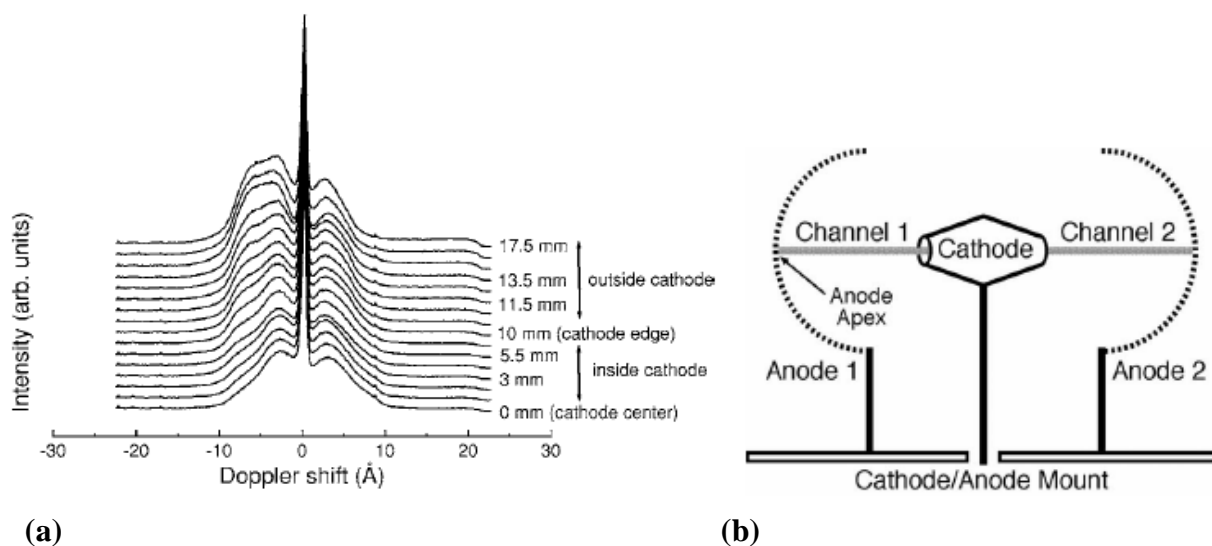 Intensity (arb. units)
17.5 mm
13.5 mm
outside cathode
11.5 mm
10 mm (cathode edge)
5.5 mm
inside cathode
3 mm
0 mm (cathode center)
-30 -20 -10 0 10 20 30
Doppler shift (Å)
(a)
Channel 1
Cathode
Channel 2
Anode
Apex
Anode 1
Anode 2
Cathode/Anode Mount
(b)